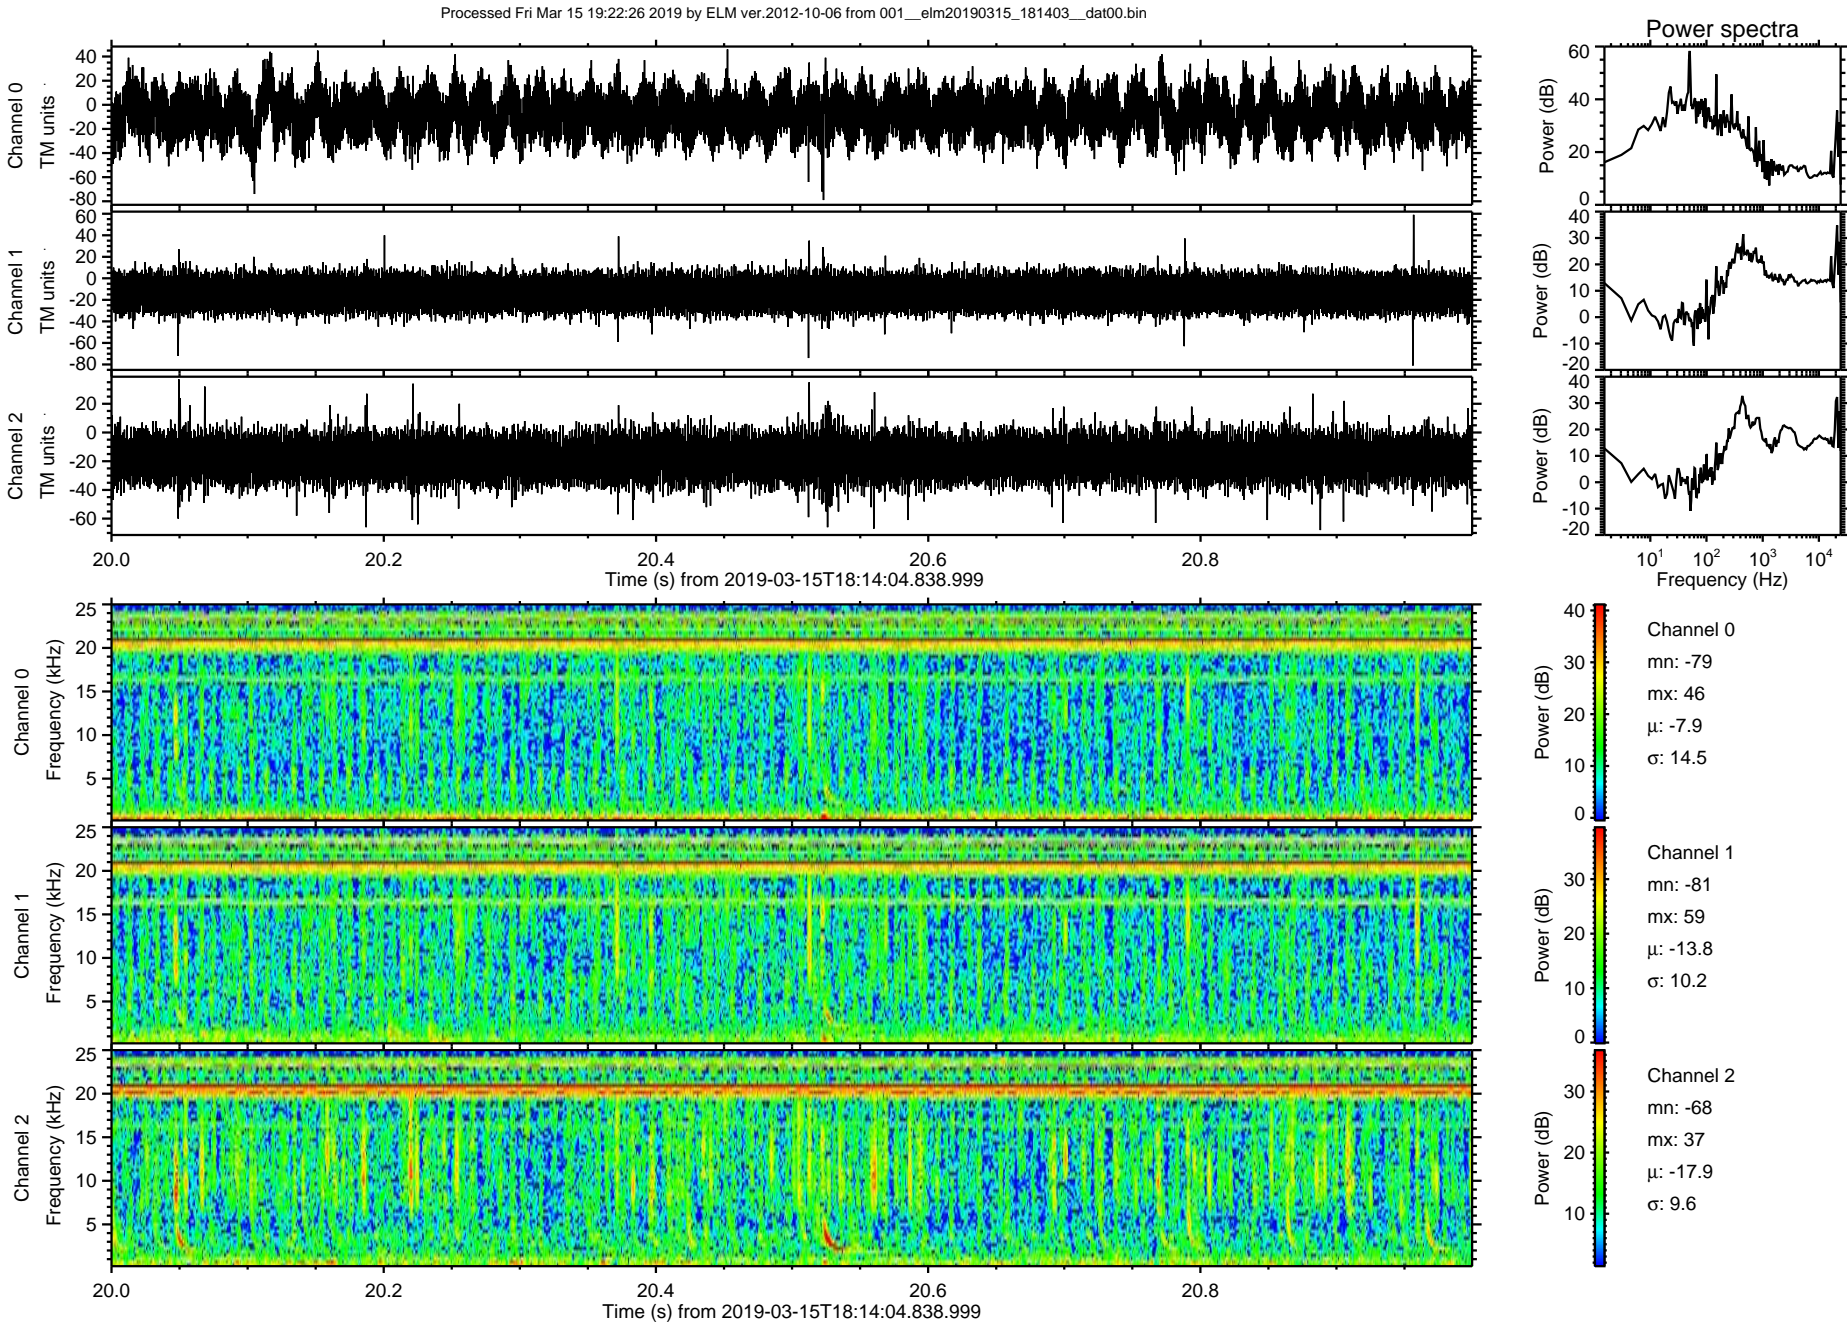 Processed Fri Mar 15 19:22:26 2019 by ELM ver.2012-10-06 from 001__elm20190315_181403__dat00.bin
Power spectra
Channel 0
TM units
40
20
0
-20
-40
-60
-80
Power (dB)
60
40
20
0
Channel 1
TM units
60
40
20
0
-20
-40
-60
-80
Power (dB)
40
30
20
10
0
-10
-20
Channel 2
TM units
20
0
-20
-40
-60
Power (dB)
40
30
20
10
0
-10
-20
20.0 20.2 20.4 20.6 20.8
Time (s) from 2019-03-15T18:14:04.838.999
10^1 10^2 10^3 10^4
Frequency (Hz)
Channel 0
Frequency (kHz)
25
20
15
10
5
Power (dB)
40
30
20
10
0
Channel 0
mn: -79
mx: 46
μ: -7.9
σ: 14.5
Channel 1
Frequency (kHz)
25
20
15
10
5
Power (dB)
30
20
10
0
Channel 1
mn: -81
mx: 59
μ: -13.8
σ: 10.2
Channel 2
Frequency (kHz)
25
20
15
10
5
Power (dB)
30
20
10
Channel 2
mn: -68
mx: 37
μ: -17.9
σ: 9.6
20.0 20.2 20.4 20.6 20.8
Time (s) from 2019-03-15T18:14:04.838.999